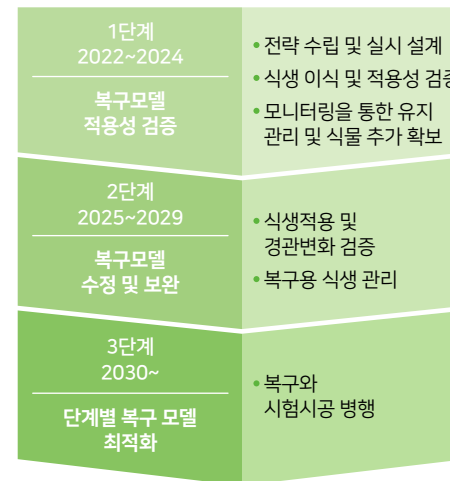 1단계
2022~2024
복구모델
적용성 검증
• 전략 수립 및 실시 설계
• 식생 이식 및 적용성 검증
• 모니터링을 통한 유지
관리 및 식물 추가 확보
2단계
2025~2029
복구모델
수정 및 보완
• 식생적용 및
경관변화 검증
• 복구용 식생 관리
3단계
2030~
단계별 복구 모델
최적화
• 복구와
시험시공 병행